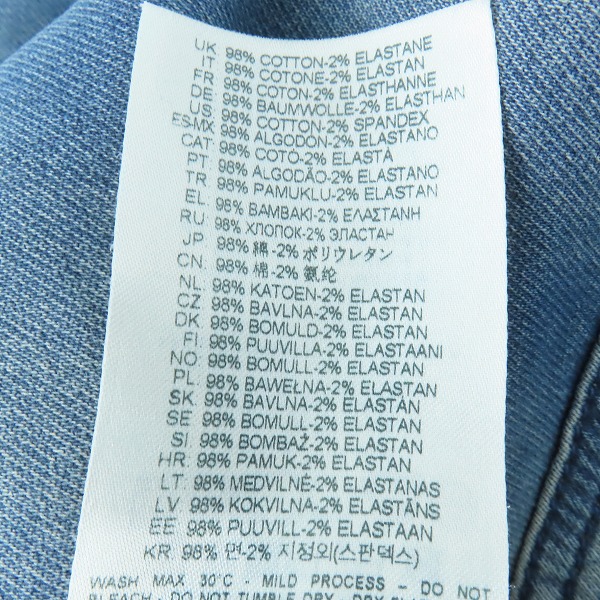 UK: 98% COTTON-2% ELASTANE
IT: 98% COTONE-2% ELASTAN
FR: 98% COTON-2% ELASTHANNE
DE: 98% BAUMWOLLE-2% ELASTHAN
US: 98% COTTON-2% SPANDEX
ES-MX: 98% ALGODON-2% ELASTANO
CAT: 98% COTÓ-2% ELASTÀ
PT: 98% ALGODÃO-2% ELASTANO
TR: 98% PAMUKLU-2% ELASTAN
EL: 98% ΒΑΜΒΑΚΙ-2% ΕΛΑΣΤΑΝΗ
RU: 98% ХЛОПОК-2% ЭЛАСТАН
JP: 98% 綿-2% ポリウレタン
CN: 98% 棉-2% 氨纶
NL: 98% KATOEN-2% ELASTAN
CZ: 98% BAVLNA-2% ELASTAN
DK: 98% BOMULD-2% ELASTAN
FI: 98% PUUVILLA-2% ELASTAANI
NO: 98% BOMULL-2% ELASTAN
PL: 98% BAWEŁNA-2% ELASTAN
SK: 98% BAVLNA-2% ELASTÁN
SE: 98% BOMULL-2% ELASTAN
SI: 98% BOMBAŽ-2% ELASTAN
HR: 98% PAMUK-2% ELASTAN
LT: 98% MEDVILNĖ-2% ELASTANAS
LV: 98% KOKVILNA-2% ELASTĀNS
EE: 98% PUUVILL-2% ELASTAAN
KR: 98% 면-2% 지정외(스판덱스)
WASH MAX 30°C - MILD PROCESS - DO NOT
BLEACH - DO NOT TUMBLE DRY - DRY